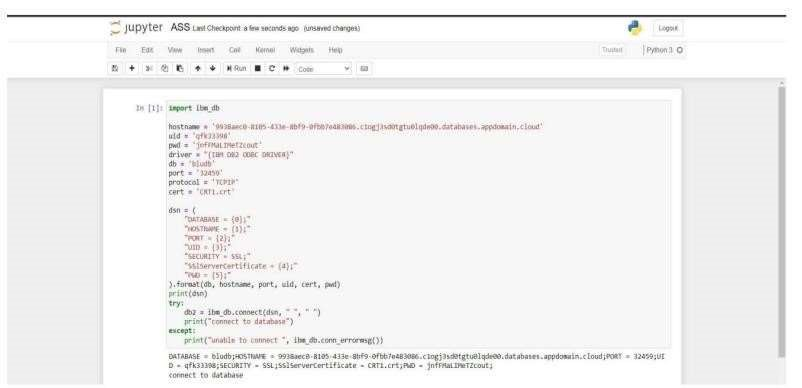 jupyter ASS Last Checkpoint: a few seconds ago (unsaved changes)
Logout
File Edit View Insert Cell Kernel Widgets Help
Trusted Python 3
Run Code
In [1]: import ibm_db
hostname = '9938aec0-8105-433e-8bf9-0fbb7e483086.c1ogj3sd0tgtu0lqde00.databases.appdomain.cloud'
uid = 'qfk33398'
pwd = 'jnfFMaLIMeTZcout'
driver = "{IBM DB2 ODBC DRIVER}"
db = 'bludb'
port = '32459'
protocol = 'TCPIP'
cert = 'CRT1.crt'
dsn = (
"DATABASE = {0};"
"HOSTNAME = {1};"
"PORT = {2};"
"UID = {3};"
"SECURITY = SSL;"
"SSlServerCertificate = {4};"
"PWD = {5};"
).format(db, hostname, port, uid, cert, pwd)
print(dsn)
try:
db2 = ibm_db.connect(dsn, " ", " ")
print("connect to database")
except:
print("unable to connect ", ibm_db.conn_errormsg())
DATABASE = bludb;HOSTNAME = 9938aec0-8105-433e-8bf9-0fbb7e483086.c1ogj3sd0tgtu0lqde00.databases.appdomain.cloud;PORT = 32459;UI
D = qfk33398;SECURITY = SSL;SSlServerCertificate = CRT1.crt;PWD = jnfFMaLIMeTZcout;
connect to database